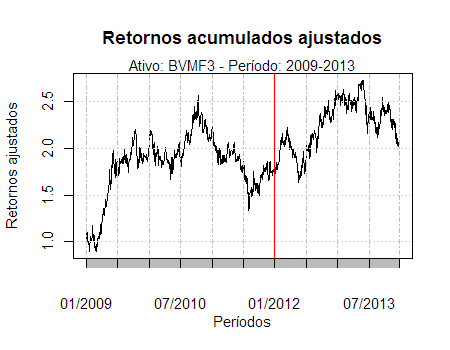 Retornos acumulados ajustados
Ativo: BVMF3 - Período: 2009-2013
Retornos ajustados
2.5
2.0
1.5
1.0
01/2009 07/2010 01/2012 07/2013
Períodos